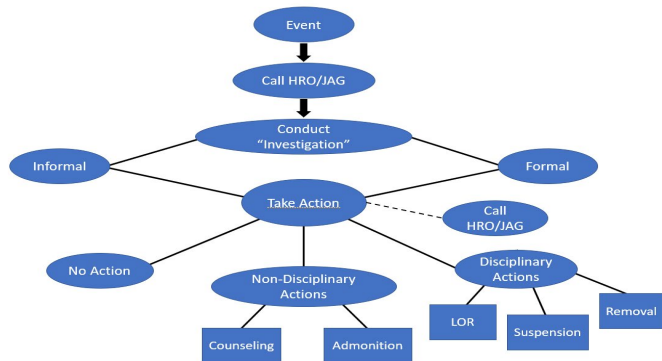 Event
Call HRO/JAG
Conduct
"Investigation"
Informal
Formal
Take Action
Call
HRO/JAG
No Action
Non-Disciplinary
Actions
Disciplinary
Actions
LOR
Suspension
Removal
Counseling
Admonition